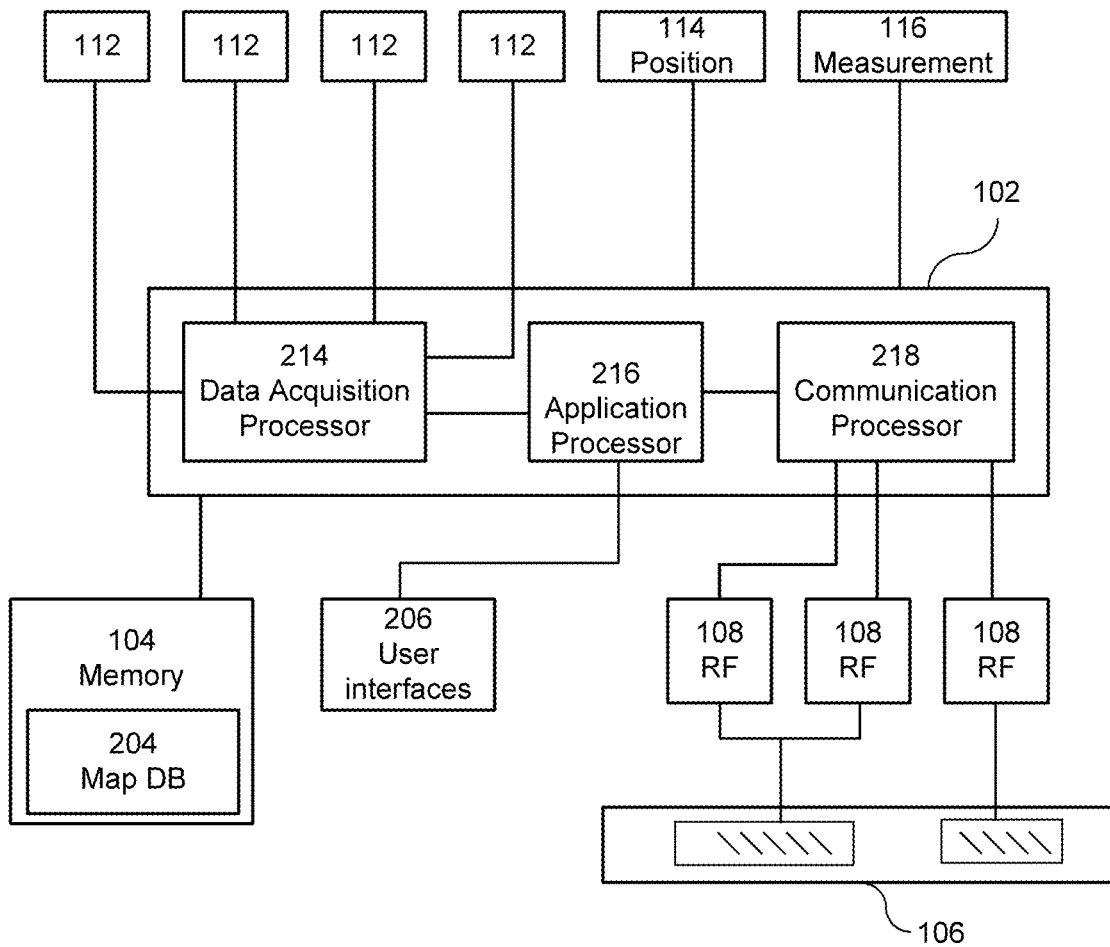 112
112
112
112
114
Position
116
Measurement
102
214
Data Acquisition
Processor
216
Application
Processor
218
Communication
Processor
104
Memory
204
Map DB
206
User
interfaces
108
RF
108
RF
108
RF
106